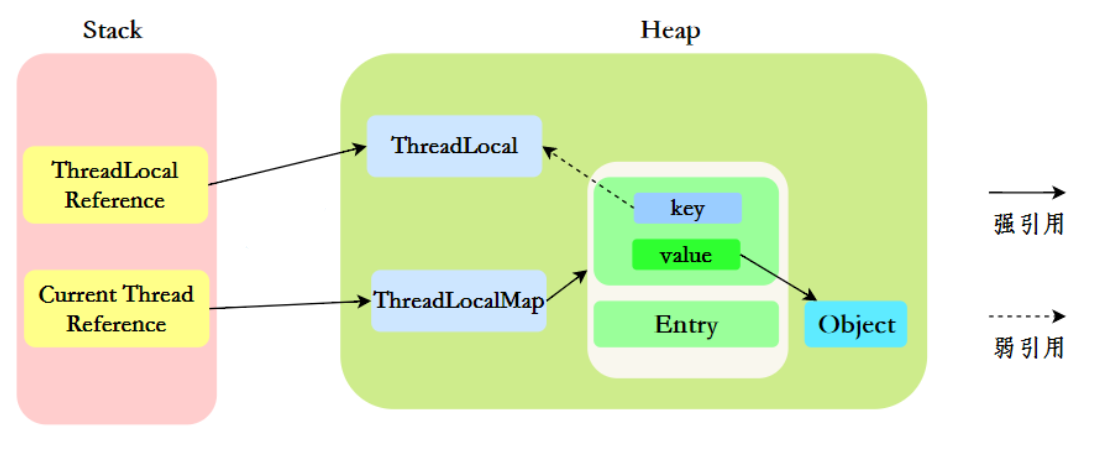 Stack
Heap
ThreadLocal
Reference
Current Thread
Reference
ThreadLocal
ThreadLocalMap
key
value
Entry
Object
强引用
弱引用